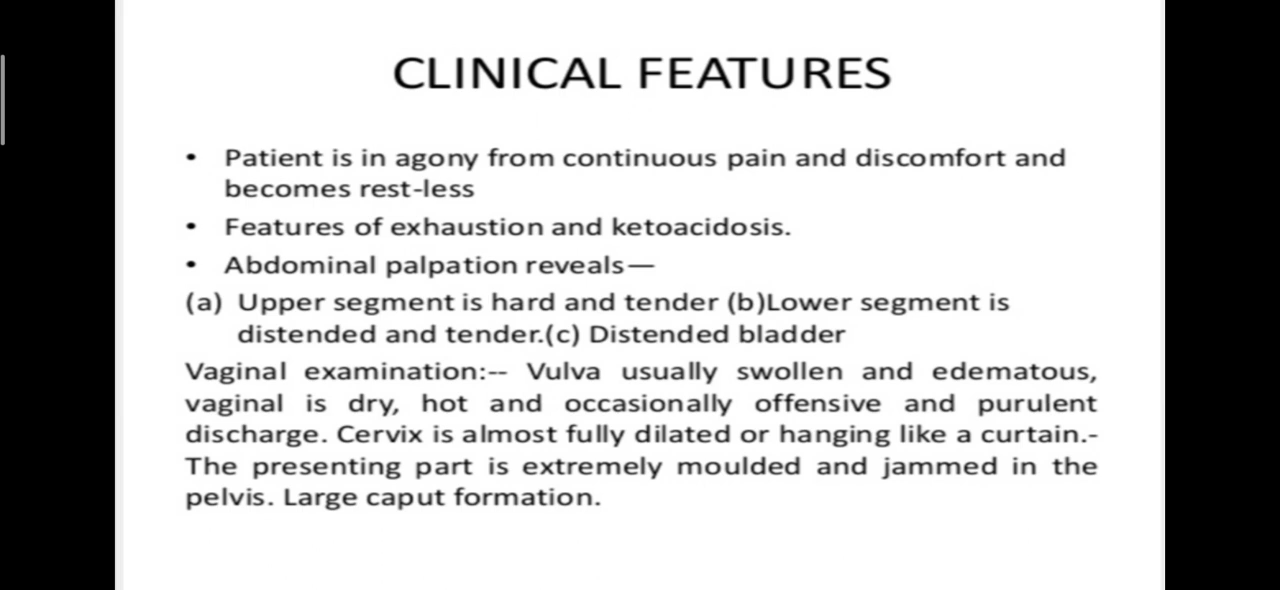 CLINICAL FEATURES
• Patient is in agony from continuous pain and discomfort and
becomes rest-less
• Features of exhaustion and ketoacidosis.
• Abdominal palpation reveals—
(a) Upper segment is hard and tender (b)Lower segment is
distended and tender.(c) Distended bladder
Vaginal examination:-- Vulva usually swollen and edematous,
vaginal is dry, hot and occasionally offensive and purulent
discharge. Cervix is almost fully dilated or hanging like a curtain.-
The presenting part is extremely moulded and jammed in the
pelvis. Large caput formation.